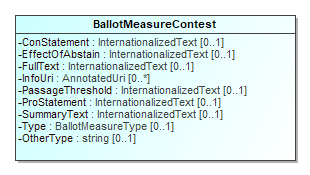 BallotMeasureContest
-ConStatement : InternationalizedText [0..1]
-EffectOfAbstain : InternationalizedText [0..1]
-FullText : InternationalizedText [0..1]
-InfoUri : AnnotatedUri [0..*]
-PassageThreshold : InternationalizedText [0..1]
-ProStatement : InternationalizedText [0..1]
-SummaryText : InternationalizedText [0..1]
-Type : BallotMeasureType [0..1]
-OtherType : string [0..1]